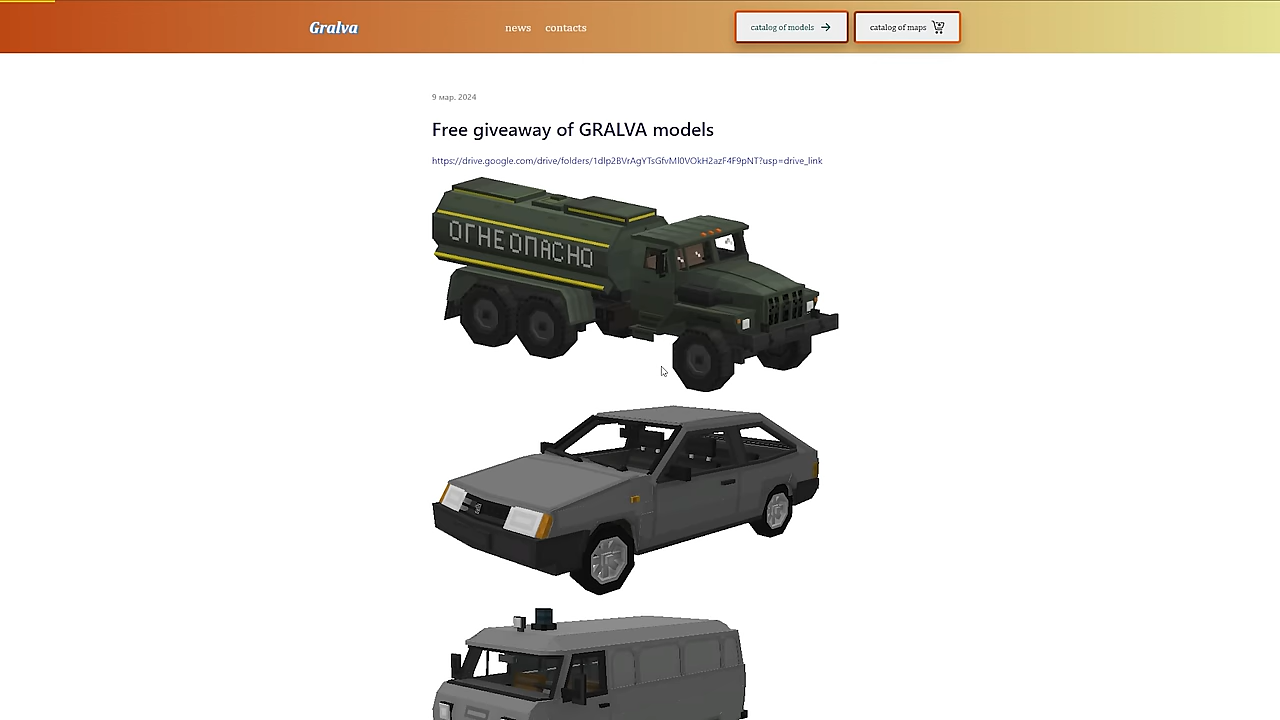 Gralva
news
contacts
catalog of models
catalog of maps
9 мар. 2024
Free giveaway of GRALVA models
https://drive.google.com/drive/folders/1dlp2BVrAgYTsGfvMl0VOkH2azF4F9pNT?usp=drive_link
ОГНЕОПАСНО